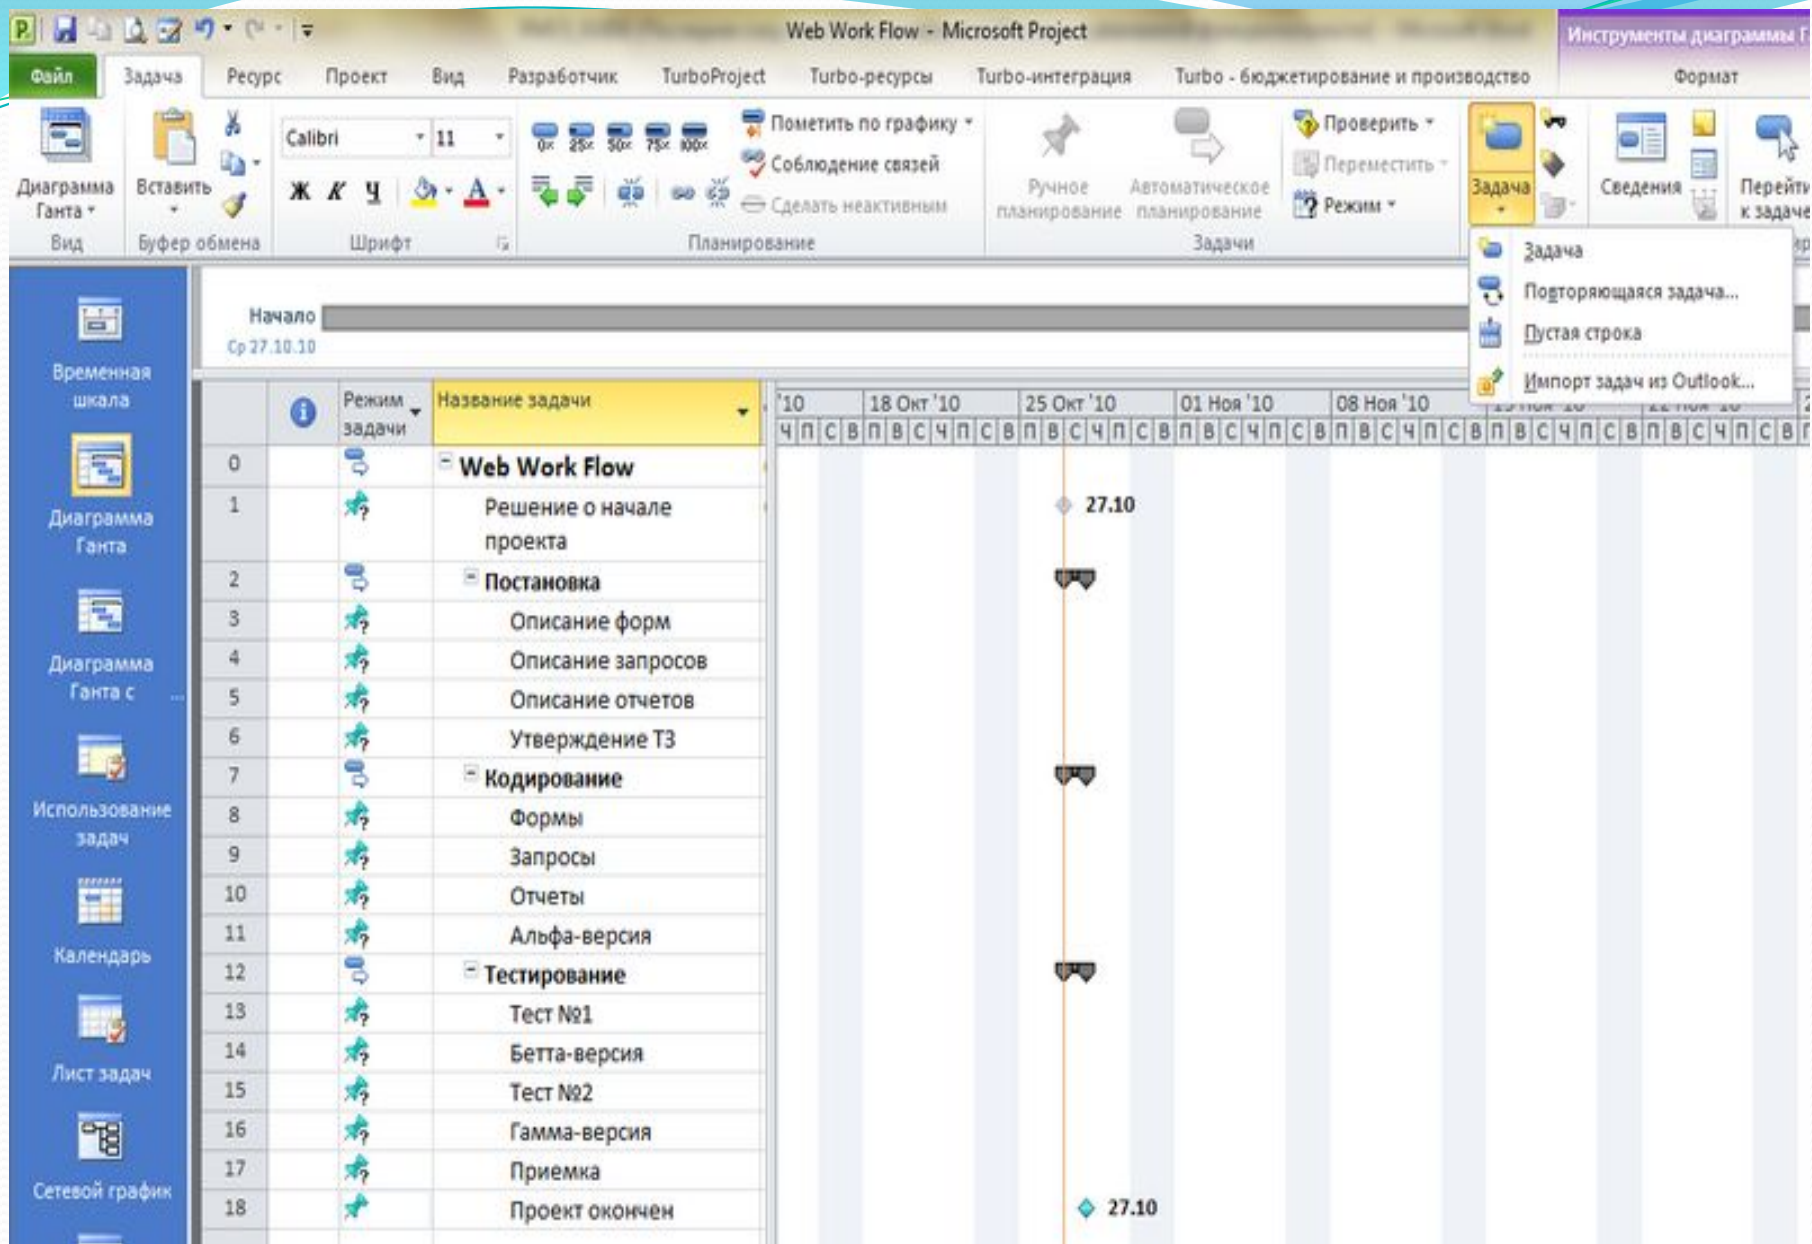 Web Work Flow - Microsoft Project
Инструменты диаграммы Г
Файл Задача Ресурс Проект Вид Разработчик TurboProject Turbo-ресурсы Turbo-интеграция Turbo - бюджетирование и производство Формат
Диаграмма Ганта
Вид
Вставить
Буфер обмена
Calibri 11
Ж К Ч А
Шрифт
0× 25× 50× 75× 100×
Пометить по графику
Соблюдение связей
Сделать неактивным
Планирование
Ручное планирование
Автоматическое планирование
Проверить
Переместить
Режим
Задачи
Задача
Сведения
Перейти
к задаче
Задача
Повторяющаяся задача...
Пустая строка
Импорт задач из Outlook...
Начало
Ср 27.10.10
Временная
шкала
Диаграмма
Ганта
Диаграмма
Ганта с ...
Использование
задач
Календарь
Лист задач
Сетевой график
Режим задачи Название задачи
'10 18 Окт '10 25 Окт '10 01 Ноя '10 08 Ноя '10
Ч П С В П В С Ч П С В П В С Ч П С В П В С Ч П С В П В С Ч П С В П В С Ч П С В П В С Ч П С В П
0 Web Work Flow
1 Решение о начале 27.10
проекта
2 Постановка
3 Описание форм
4 Описание запросов
5 Описание отчетов
6 Утверждение ТЗ
7 Кодирование
8 Формы
9 Запросы
10 Отчеты
11 Альфа-версия
12 Тестирование
13 Тест №1
14 Бетта-версия
15 Тест №2
16 Гамма-версия
17 Приемка
18 Проект окончен 27.10